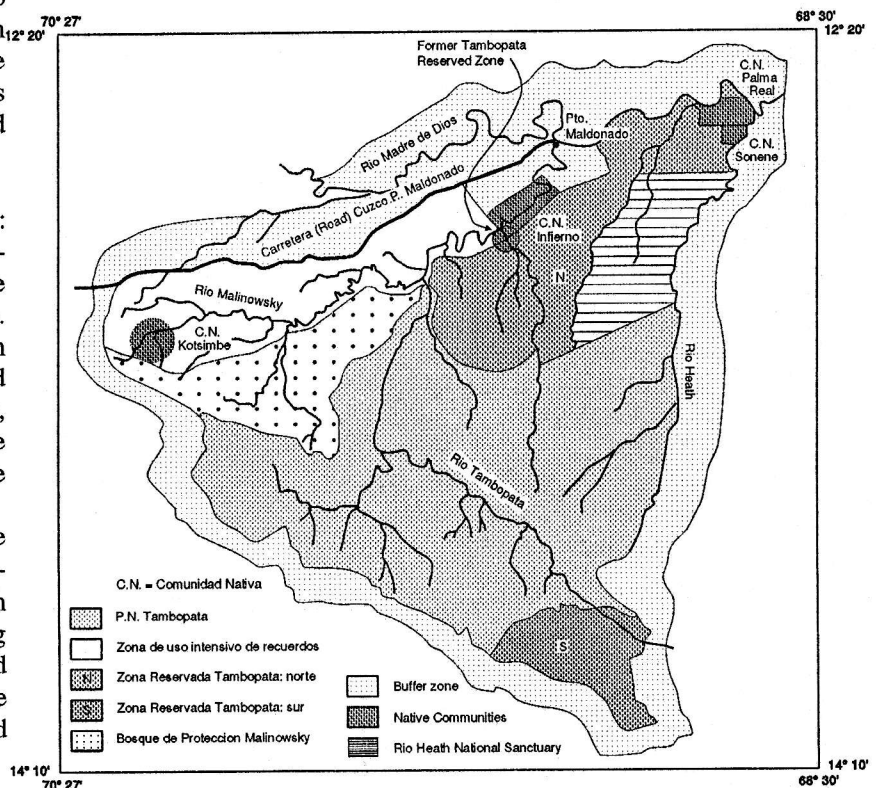 70° 27'
68° 30'
12° 20'
12° 20'
Former Tambopata
Reserved Zone
C.N.
Palma
Real
Pto.
Maldonado
Rio Madre de Dios
C.N.
Sonene
Carretera (Road) Cuzco P.. Maldonado
C.N.
Infierno
N
Rio Malinowsky
C.N.
Kotsimbe
Rio Heath
Rio Tambopata
S
C.N. = Comunidad Nativa
P.N. Tambopata
Zona de uso intensivo de recuerdos
N Zona Reservada Tambopata: norte
S Zona Reservada Tambopata: sur
Bosque de Proteccion Malinowsky
Buffer zone
Native Communities
Rio Heath National Sanctuary
14° 10'
14° 10'
70° 27'
68° 30'